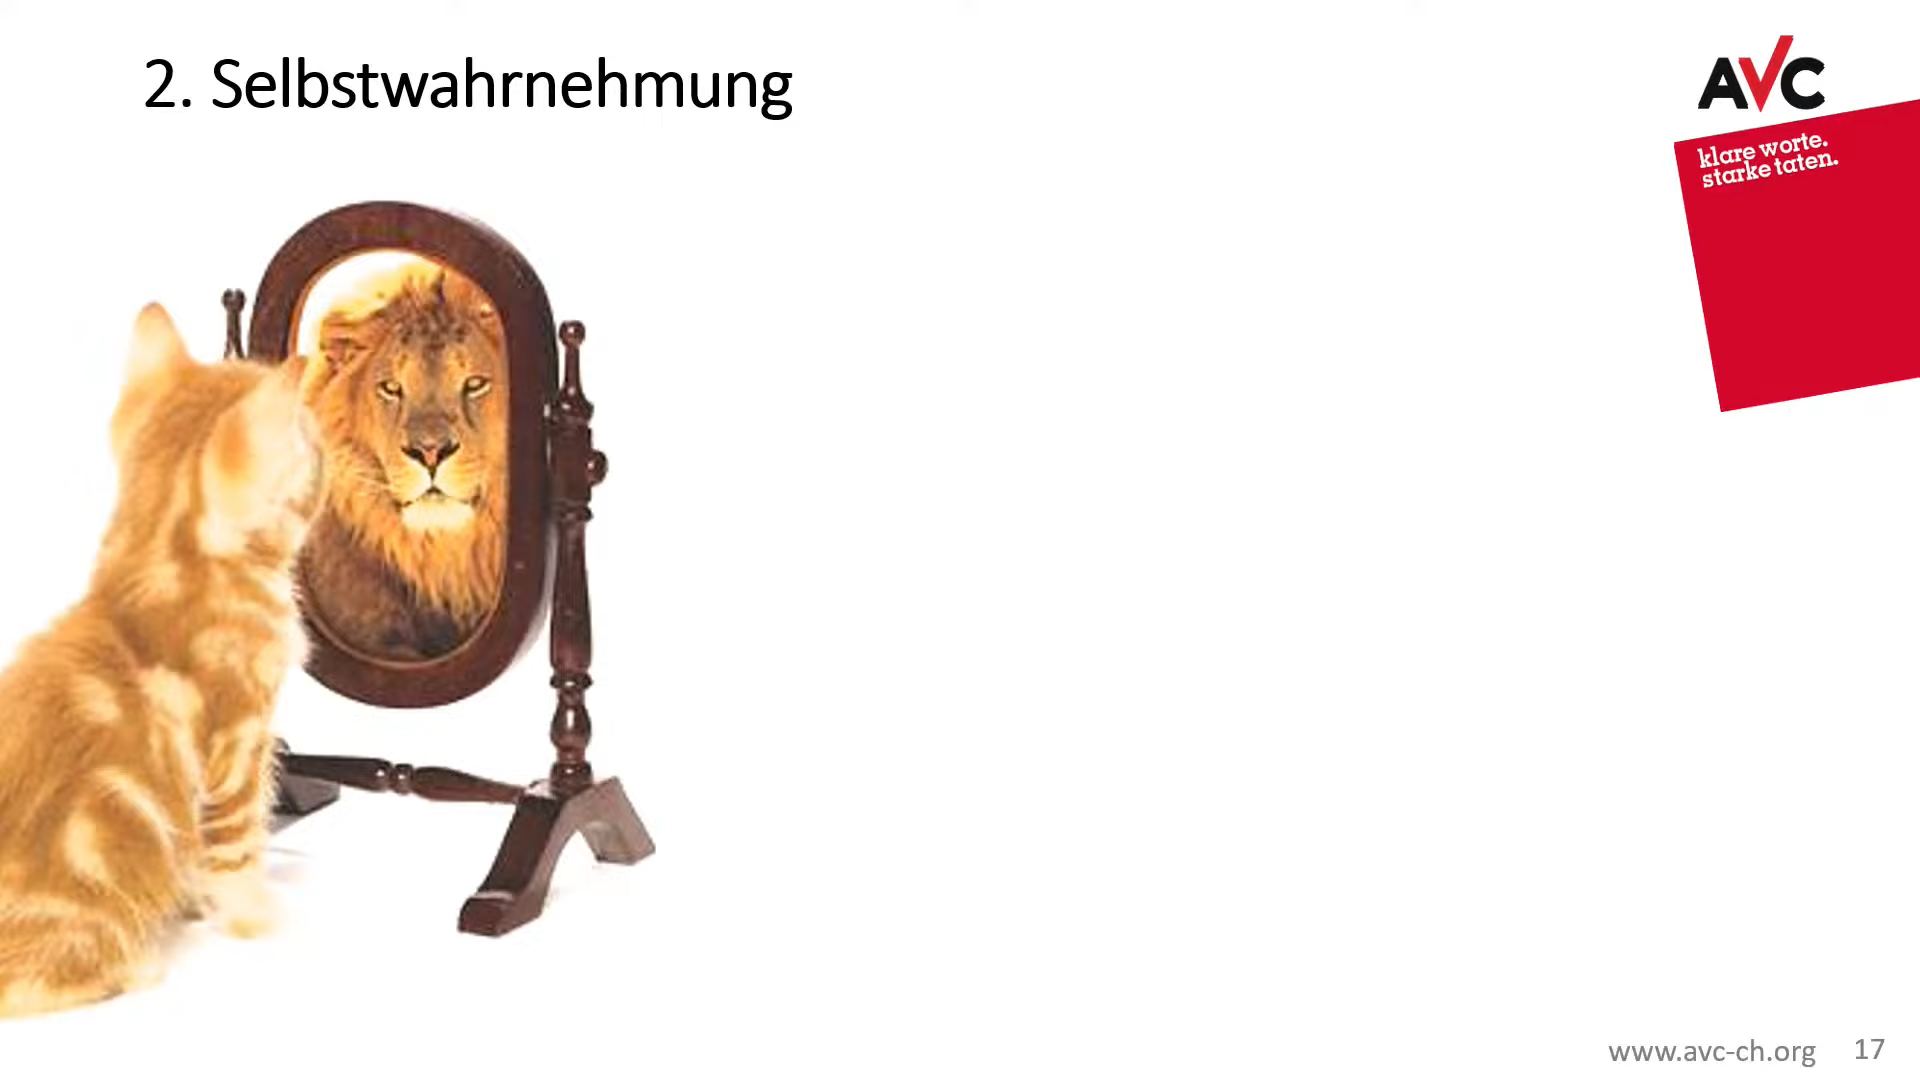 2. Selbstwahrnehmung
AVC
klare worte.
starke taten.
www.avc-ch.org
17